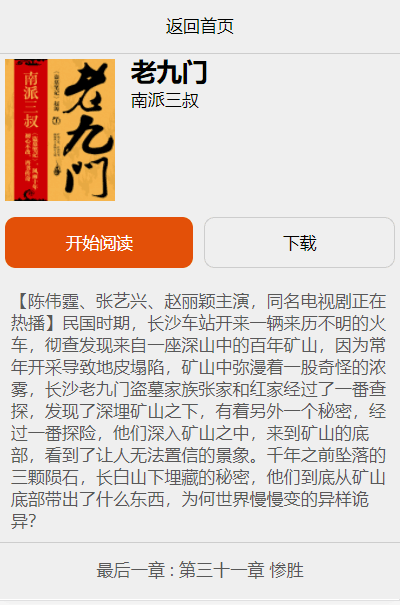 返回首页
老九门
南派三叔
南派三叔
老九门
开始阅读
下载
【陈伟霆、张艺兴、赵丽颖主演，同名电视剧正在
热播】民国时期，长沙车站开来一辆来历不明的火
车，彻查发现来自一座深山中的百年矿山，因为常
年开采导致地皮塌陷，矿山中弥漫着一股奇怪的浓
雾，长沙老九门盗墓家族张家和红家经过了一番查
探，发现了深埋矿山之下，有着另外一个秘密，经
过一番探险，他们深入矿山之中，来到矿山的底
部，看到了让人无法置信的景象。千年之前坠落的
三颗陨石，长白山下埋藏的秘密，他们到底从矿山
底部带出了什么东西，为何世界慢慢变的异样诡
异？
最后一章 : 第三十一章 惨胜